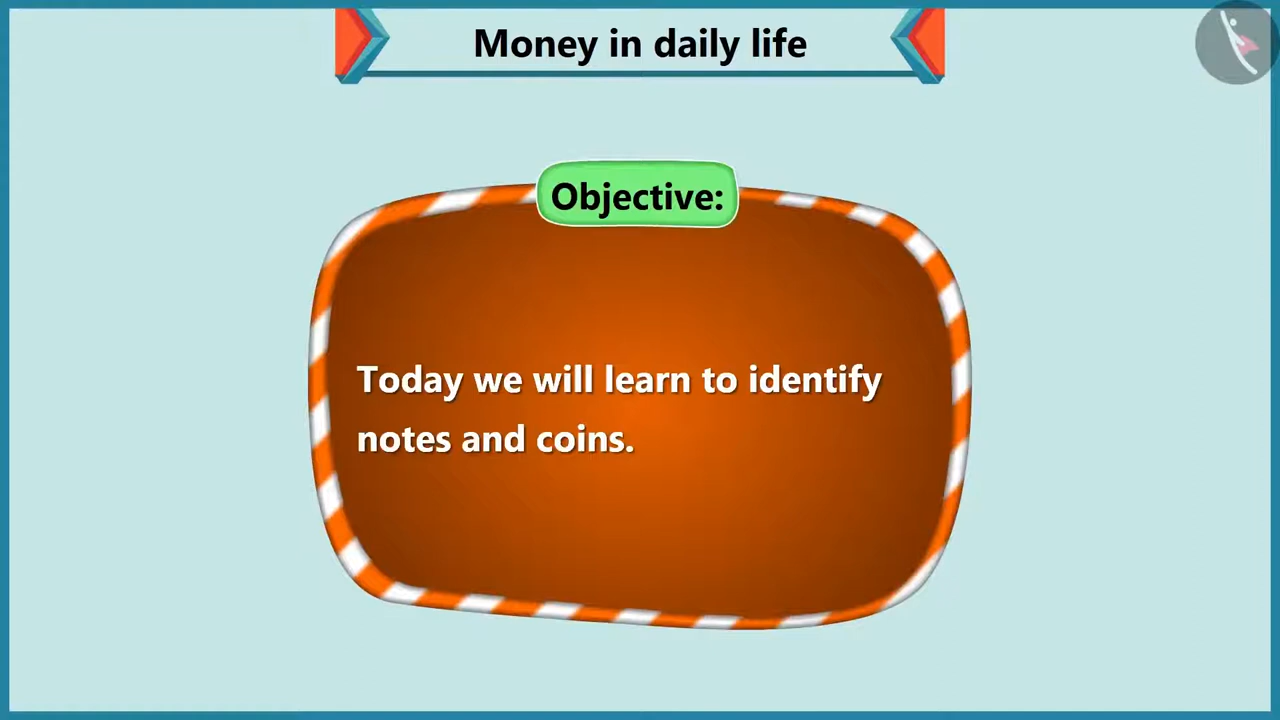 Money in daily life
Objective:
Today we will learn to identify
notes and coins.